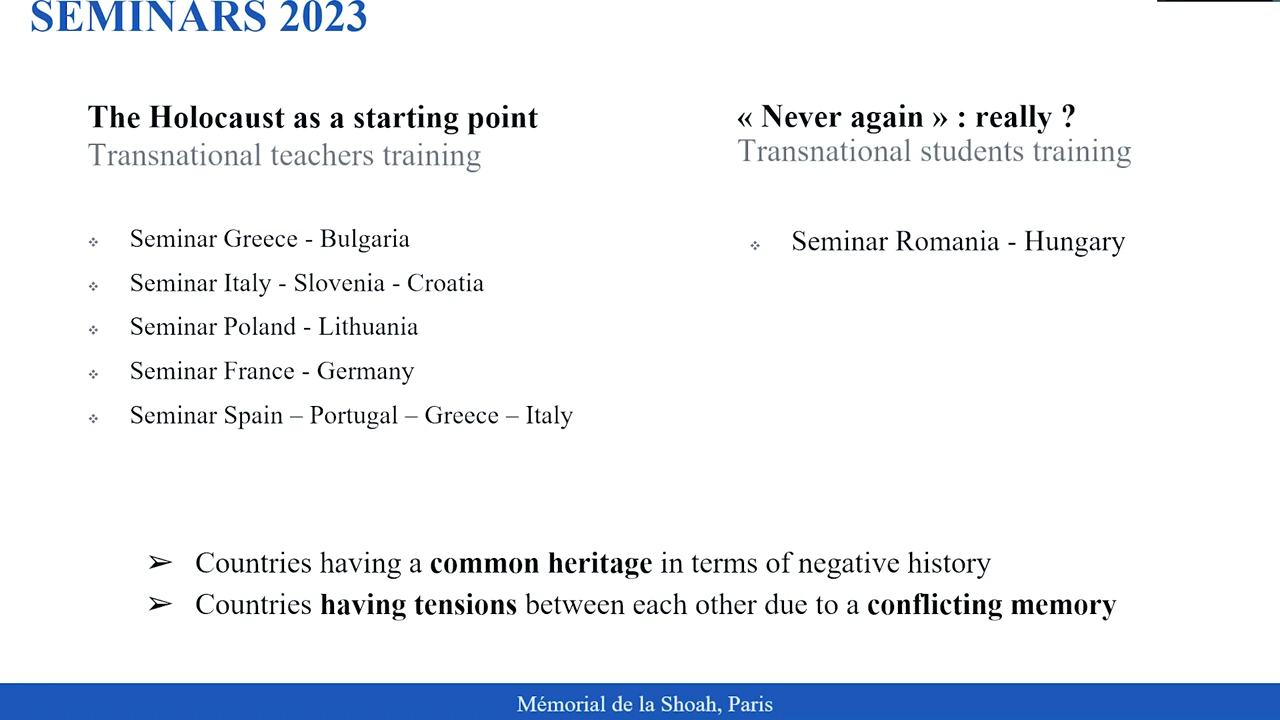 SEMINARS 2023
The Holocaust as a starting point
Transnational teachers training
Seminar Greece - Bulgaria
Seminar Italy - Slovenia - Croatia
Seminar Poland - Lithuania
Seminar France - Germany
Seminar Spain – Portugal – Greece – Italy
« Never again » : really ?
Transnational students training
Seminar Romania - Hungary
➢ Countries having a common heritage in terms of negative history
➢ Countries having tensions between each other due to a conflicting memory
Mémorial de la Shoah, Paris